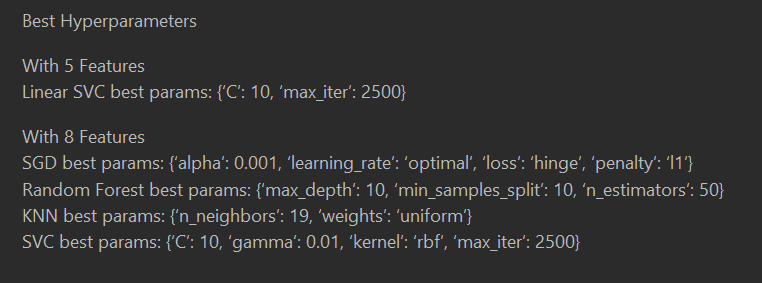 Best Hyperparameters
With 5 Features
Linear SVC best params: {‘C’: 10, ‘max_iter’: 2500}
With 8 Features
SGD best params: {‘alpha’: 0.001, ‘learning_rate’: ‘optimal’, ‘loss’: ‘hinge’, ‘penalty’: ‘l1’}
Random Forest best params: {‘max_depth’: 10, ‘min_samples_split’: 10, ‘n_estimators’: 50}
KNN best params: {‘n_neighbors’: 19, ‘weights’: ‘uniform’}
SVC best params: {‘C’: 10, ‘gamma’: 0.01, ‘kernel’: ‘rbf’, ‘max_iter’: 2500}